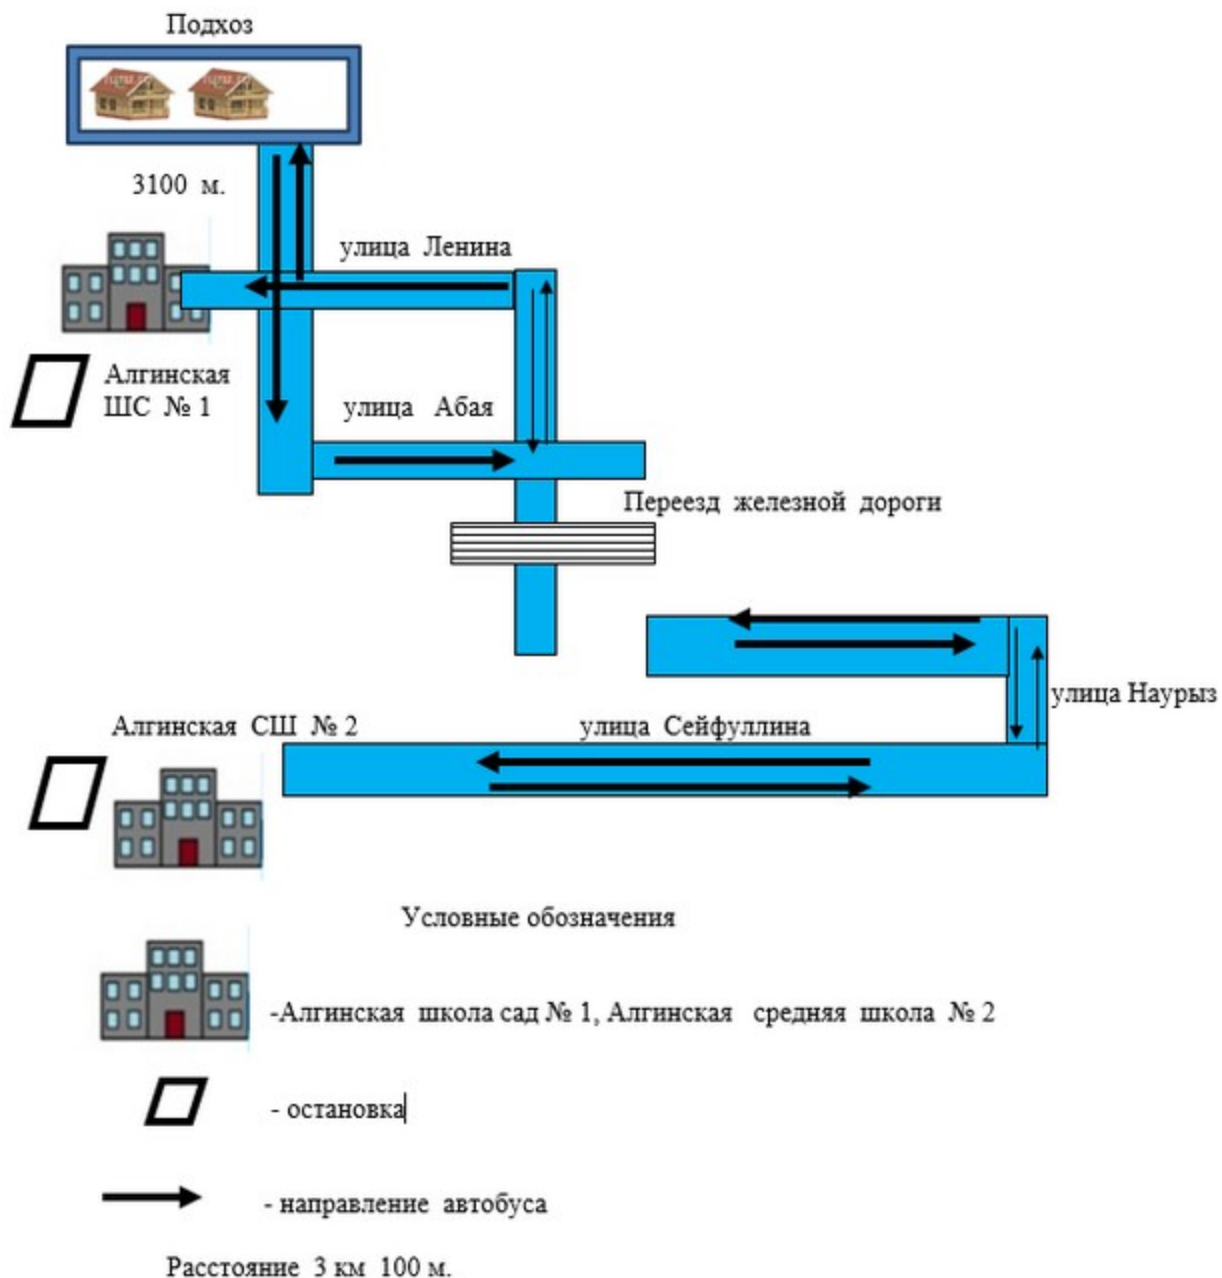 Подхоз
3100 м.
улица Ленина
Алгинская
ШС № 1
улица Абая
Переезд железной дороги
улица Наурыз
Алгинская СШ № 2
улица Сейфуллина
Условные обозначения
-Алгинская школа сад № 1, Алгинская средняя школа № 2
- остановка
- направление автобуса
Расстояние 3 км 100 м.